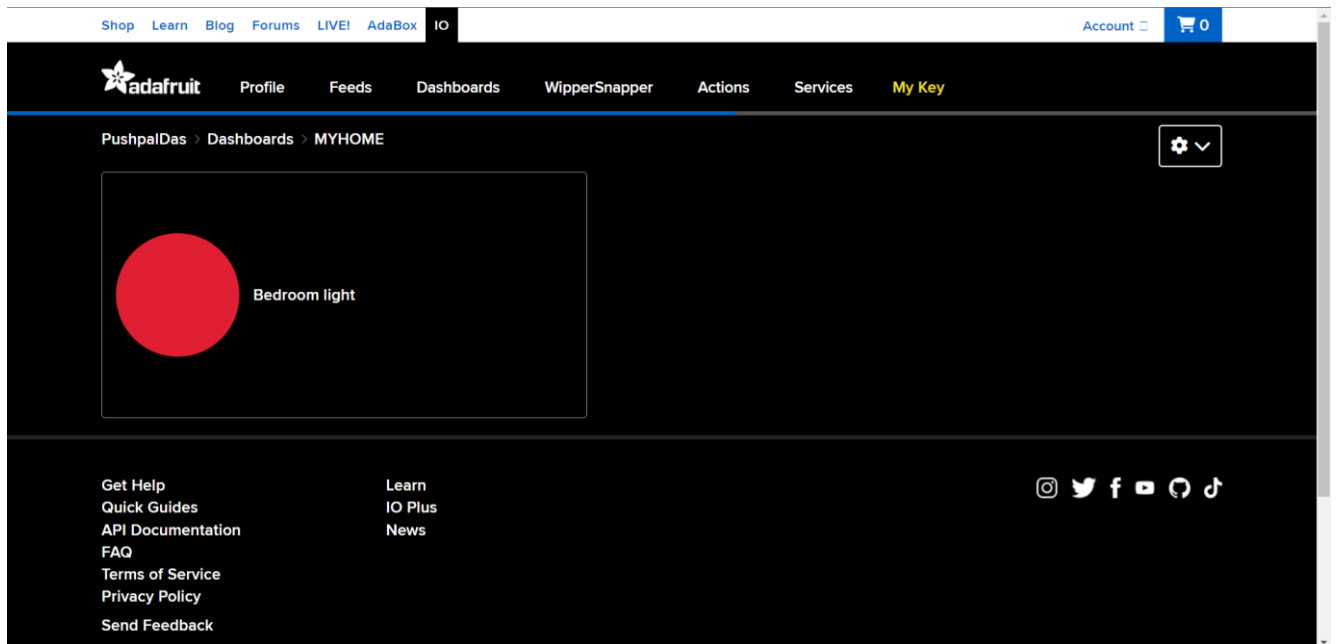 Shop Learn Blog Forums LIVE! AdaBox IO Account 0
adafruit Profile Feeds Dashboards WipperSnapper Actions Services My Key
PushpalDas > Dashboards > MYHOME
Bedroom light
Get Help Learn
Quick Guides IO Plus
API Documentation News
FAQ
Terms of Service
Privacy Policy
Send Feedback